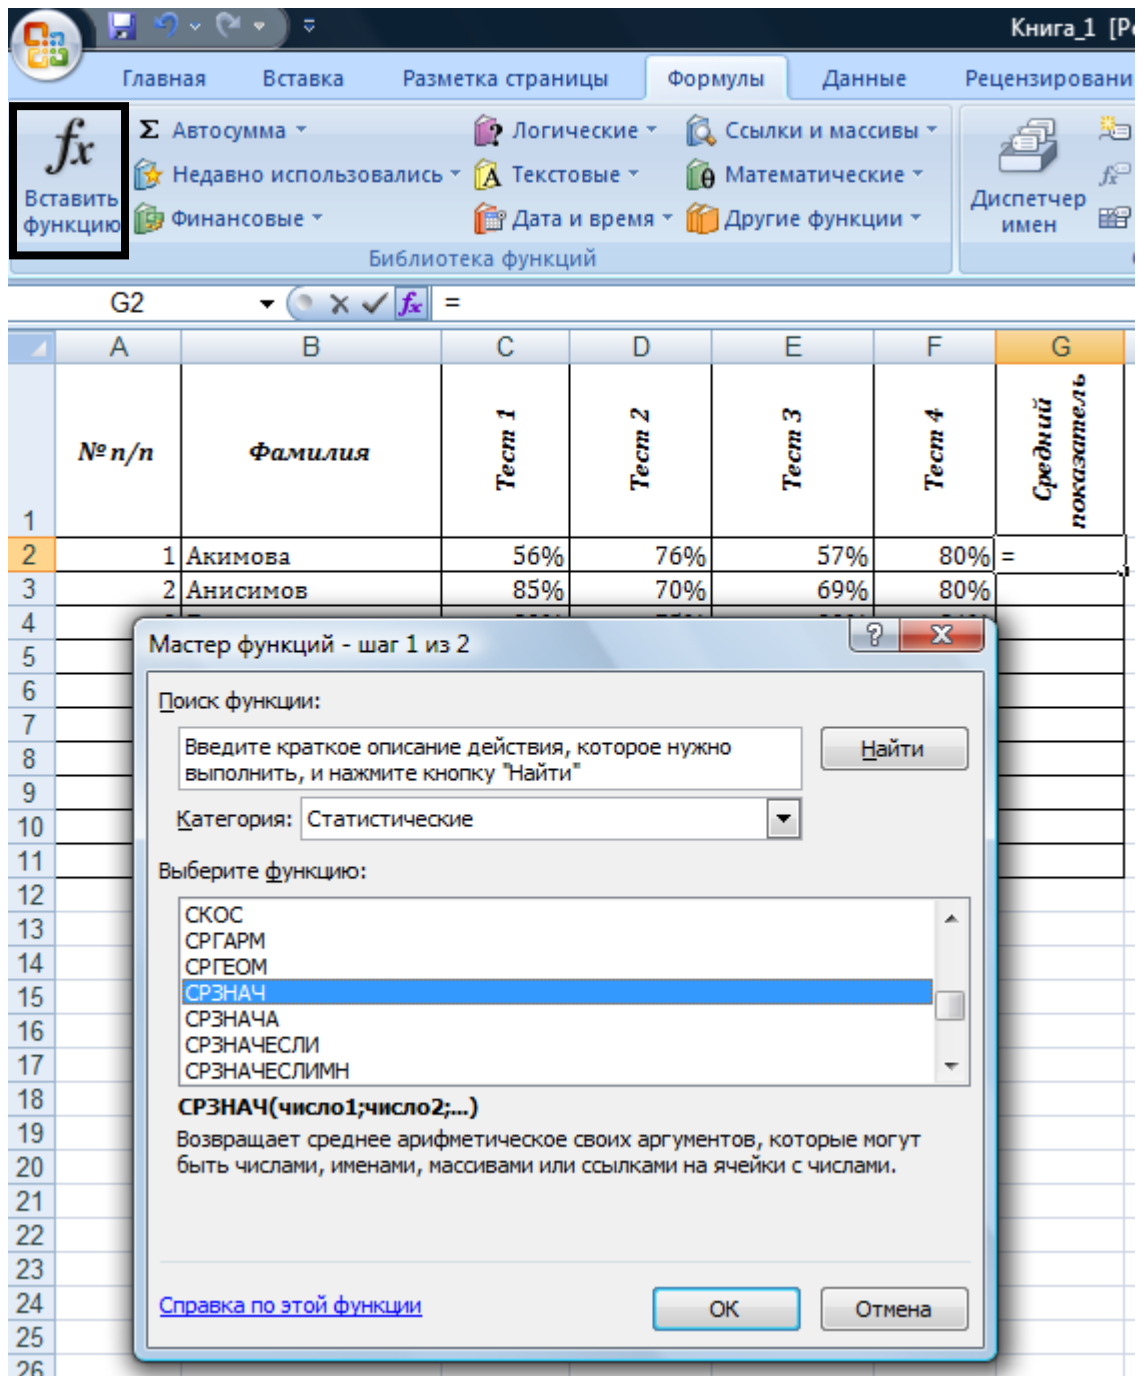 Книга_1 [Р
Главная Вставка Разметка страницы Формулы Данные Рецензировани
fx Вставить функцию
Σ Автосумма Логические Ссылки и массивы
Недавно использовались Текстовые Математические
Финансовые Дата и время Другие функции
Диспетчер имен
Библиотека функций
G2 fx =
A B C D E F G
№ п/п Фамилия Тест 1 Тест 2 Тест 3 Тест 4 Средний показатель
1
2 1 Акимова 56% 76% 57% 80% =
3 2 Анисимов 85% 70% 69% 80%
4
5
6
7
8
9
10
11
12
13
14
15
16
17
18
19
20
21
22
23
24
25
26
Мастер функций - шаг 1 из 2
Поиск функции:
Введите краткое описание действия, которое нужно
выполнить, и нажмите кнопку "Найти"
Найти
Категория: Статистические
Выберите функцию:
СКОС
СРГАРМ
СРГЕОМ
СРЗНАЧ
СРЗНАЧА
СРЗНАЧЕСЛИ
СРЗНАЧЕСЛИМН
СРЗНАЧ(число1;число2;...)
Возвращает среднее арифметическое своих аргументов, которые могут
быть числами, именами, массивами или ссылками на ячейки с числами.
Справка по этой функции
ОК Отмена